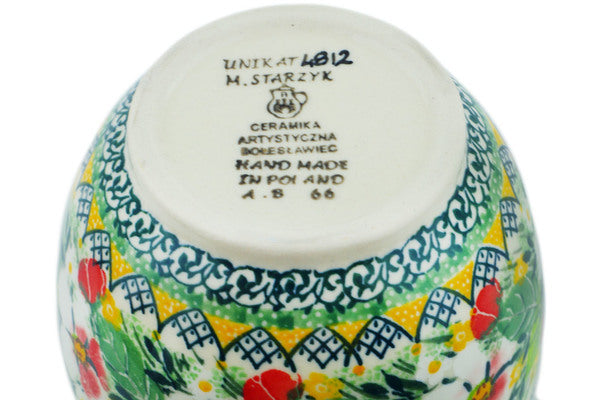 UNIKAT 4812
M. STARZYK
CERAMIKA
ARTYSTYCZNA
BOLESŁAWIEC
HAND MADE
IN POLAND
A.B 66